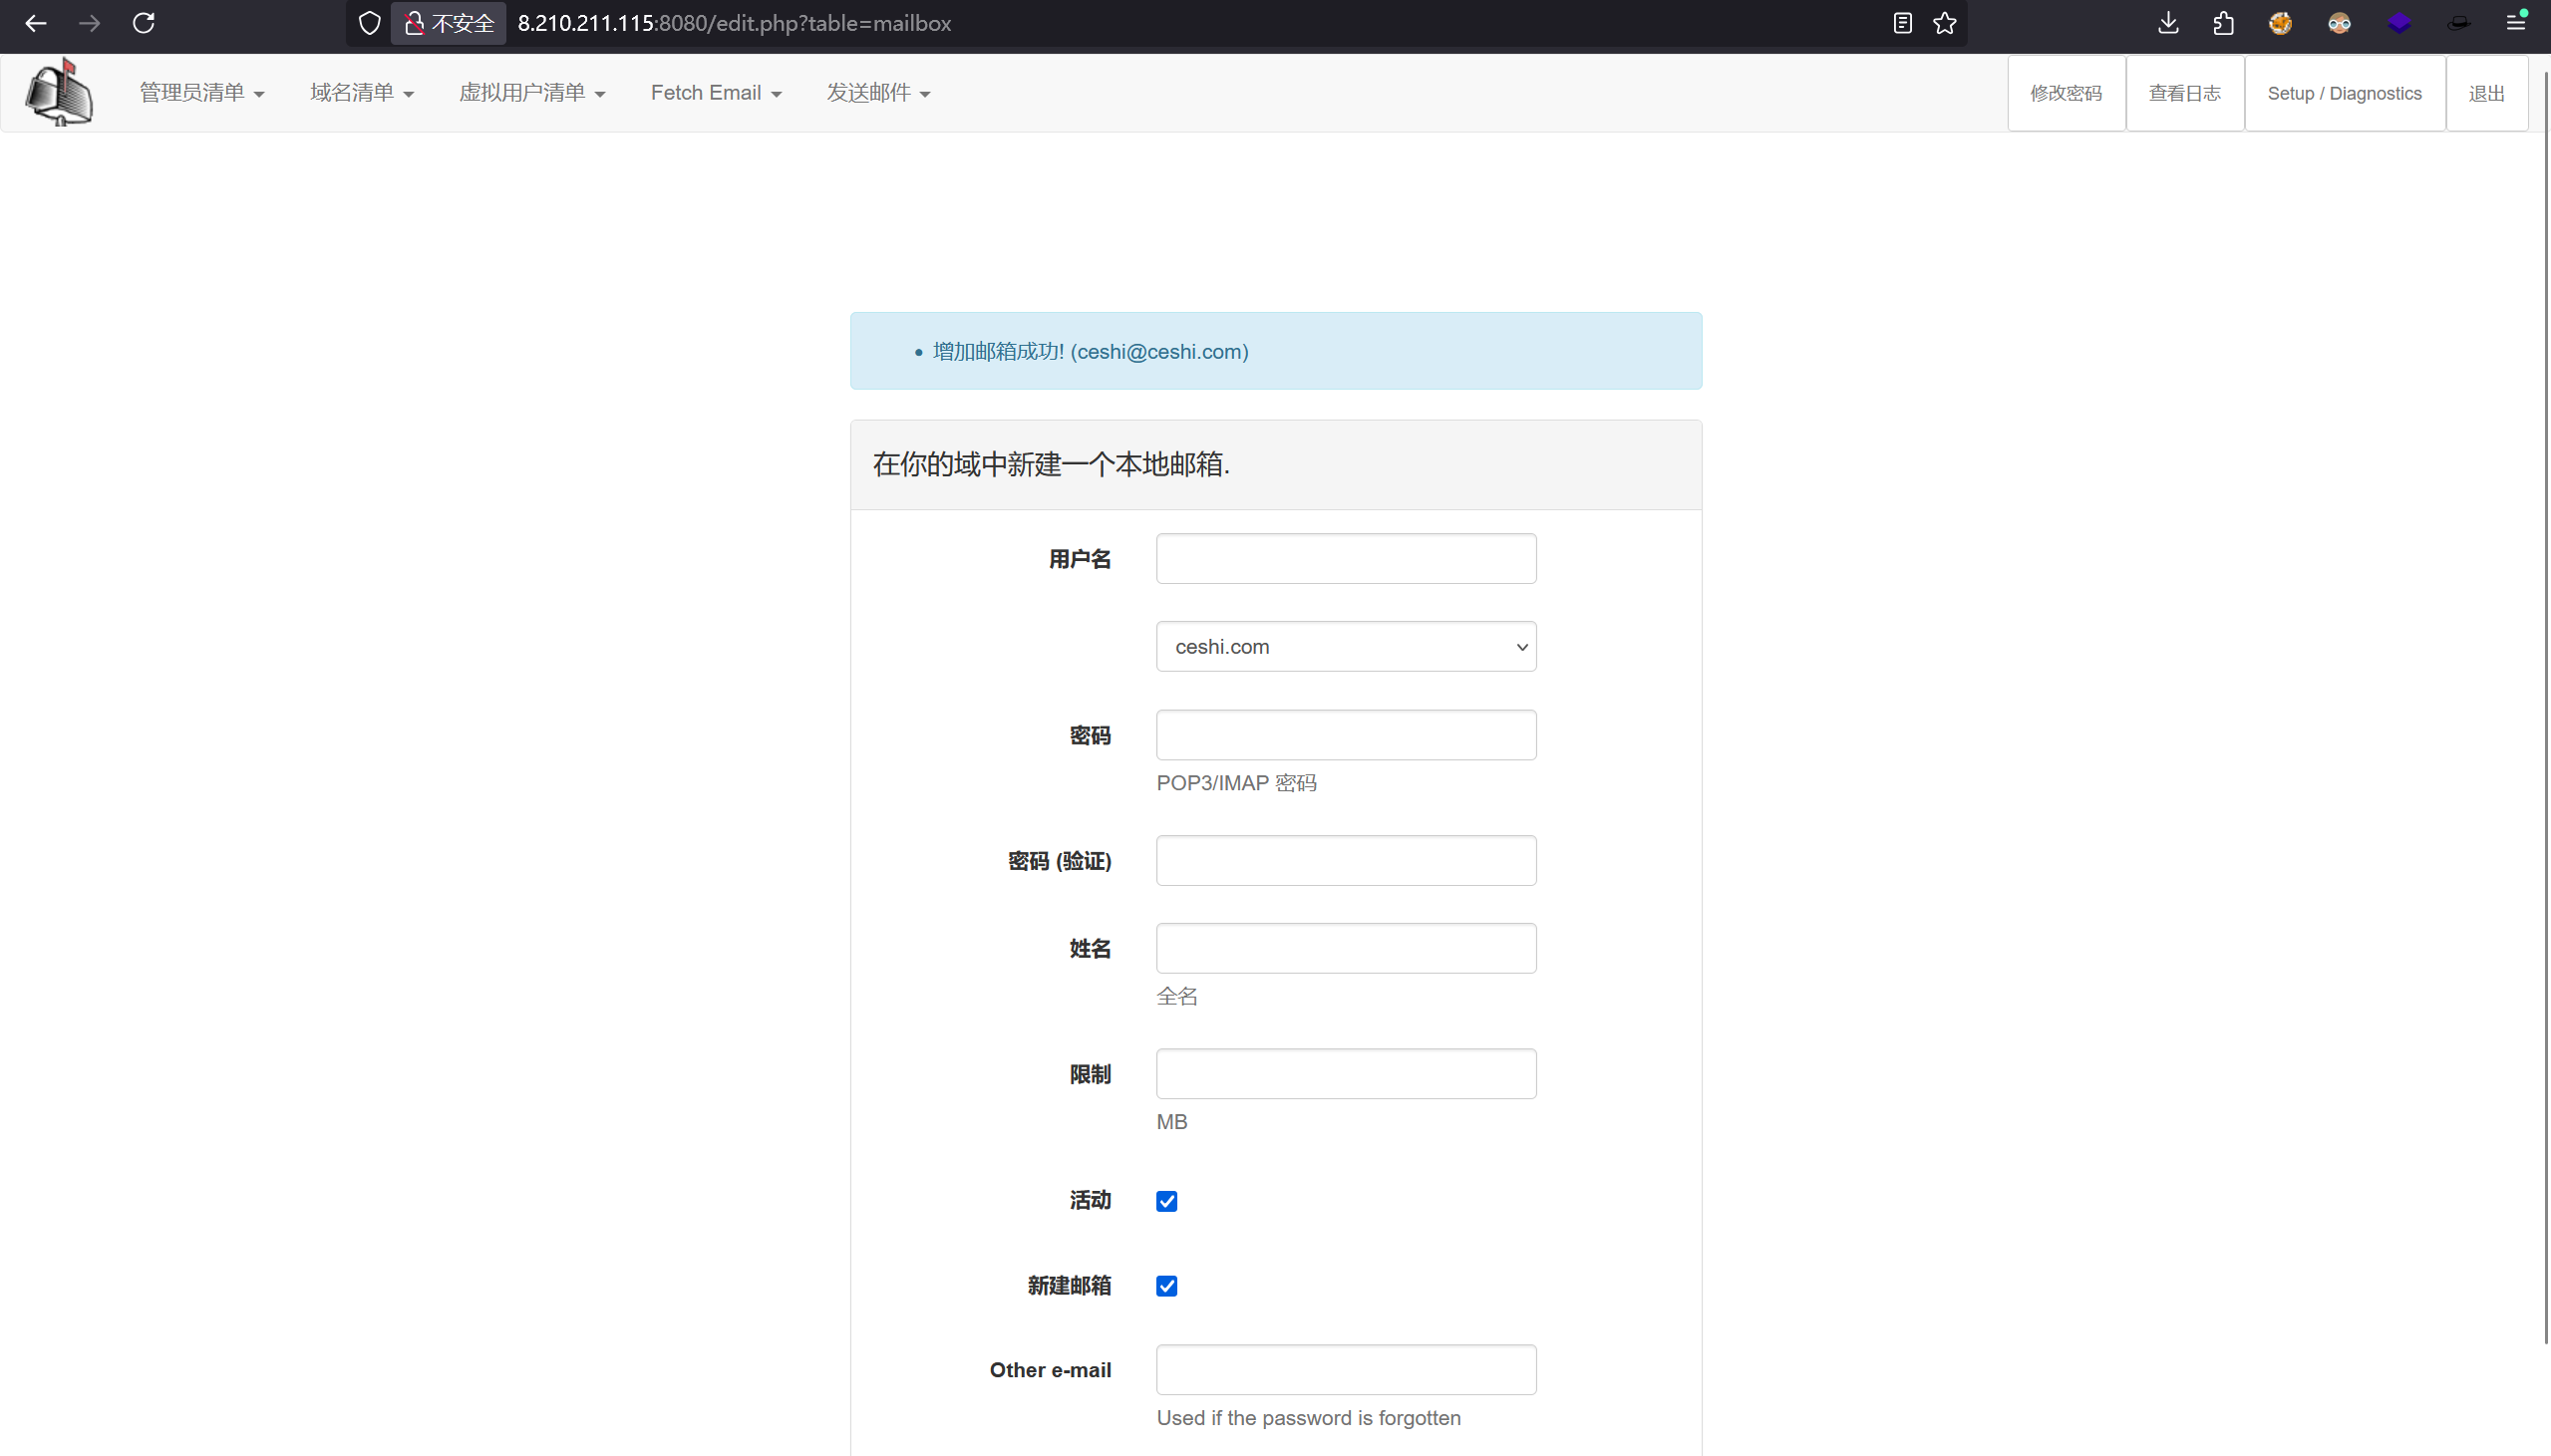 不安全 8.210.211.115:8080/edit.php?table=mailbox
管理员清单 域名清单 虚拟用户清单 Fetch Email 发送邮件 修改密码 查看日志 Setup / Diagnostics 退出
增加邮箱成功! (ceshi@ceshi.com)
在你的域中新建一个本地邮箱.
用户名
ceshi.com
密码
POP3/IMAP 密码
密码 (验证)
姓名
全名
限制
MB
活动
新建邮箱
Other e-mail
Used if the password is forgotten